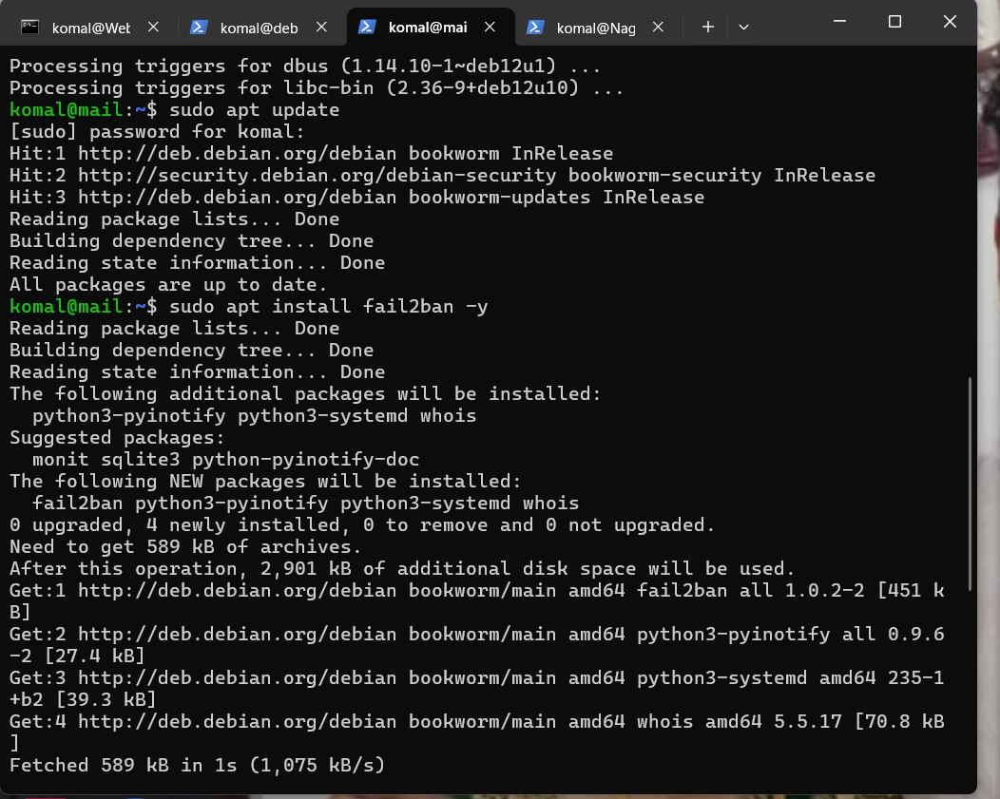 komal@Wet
komal@deb
komal@mai
komal@Nag
Processing triggers for dbus (1.14.10-1~deb12u1) ...
Processing triggers for libc-bin (2.36-9+deb12u10) ...
komal@mail:~$ sudo apt update
[sudo] password for komal:
Hit:1 http://deb.debian.org/debian bookworm InRelease
Hit:2 http://security.debian.org/debian-security bookworm-security InRelease
Hit:3 http://deb.debian.org/debian bookworm-updates InRelease
Reading package lists... Done
Building dependency tree... Done
Reading state information... Done
All packages are up to date.
komal@mail:~$ sudo apt install fail2ban -y
Reading package lists... Done
Building dependency tree... Done
Reading state information... Done
The following additional packages will be installed:
  python3-pyinotify python3-systemd whois
Suggested packages:
  monit sqlite3 python-pyinotify-doc
The following NEW packages will be installed:
  fail2ban python3-pyinotify python3-systemd whois
0 upgraded, 4 newly installed, 0 to remove and 0 not upgraded.
Need to get 589 kB of archives.
After this operation, 2,901 kB of additional disk space will be used.
Get:1 http://deb.debian.org/debian bookworm/main amd64 fail2ban all 1.0.2-2 [451 k
B]
Get:2 http://deb.debian.org/debian bookworm/main amd64 python3-pyinotify all 0.9.6
-2 [27.4 kB]
Get:3 http://deb.debian.org/debian bookworm/main amd64 python3-systemd amd64 235-1
+b2 [39.3 kB]
Get:4 http://deb.debian.org/debian bookworm/main amd64 whois amd64 5.5.17 [70.8 kB
]
Fetched 589 kB in 1s (1,075 kB/s)